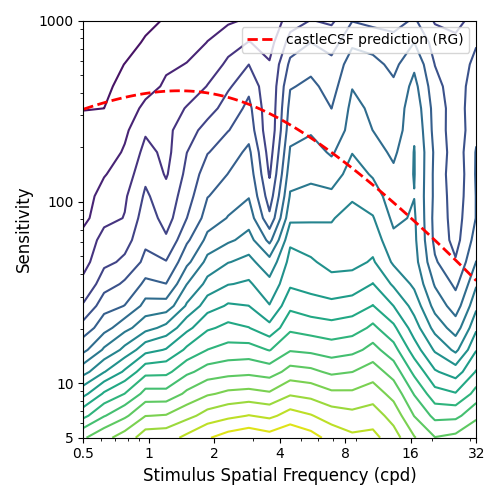 castleCSF prediction (RG)
1000
100
10
5
Sensitivity
0.5 1 2 4 8 16 32
Stimulus Spatial Frequency (cpd)